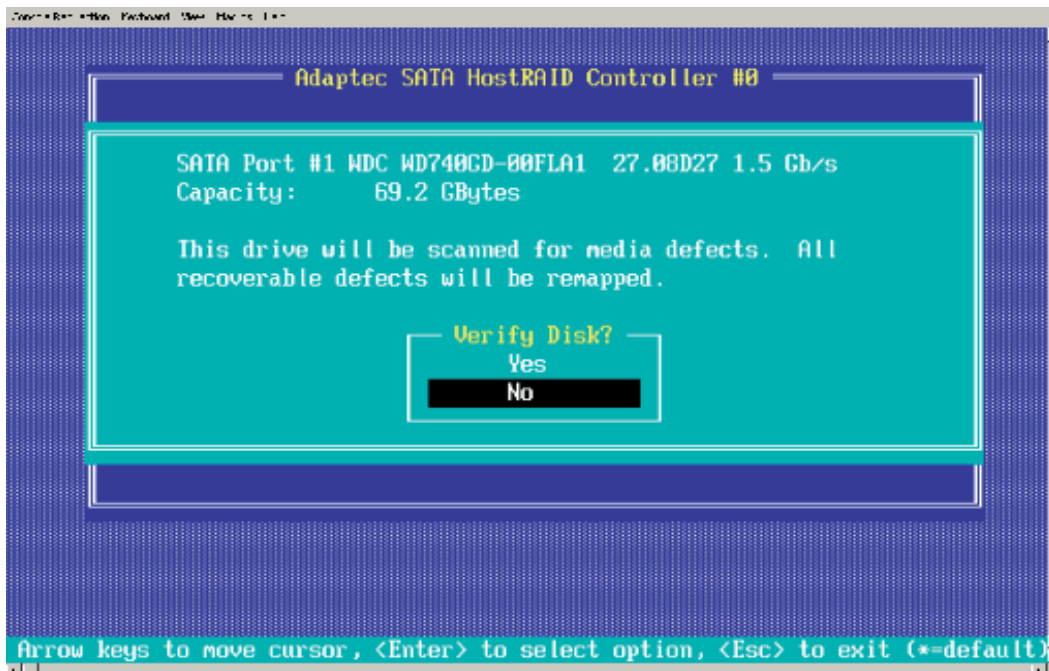 Keyboard View
Adaptec SATA HostRAID Controller #0
SATA Port #1 WDC WD740GD-00FLA1 27.08D27 1.5 Gb/s
Capacity: 69.2 GBytes
This drive will be scanned for media defects. All
recoverable defects will be remapped.
Verify Disk?
Yes
No
Arrow keys to move cursor, <Enter> to select option, <Esc> to exit (*=default)